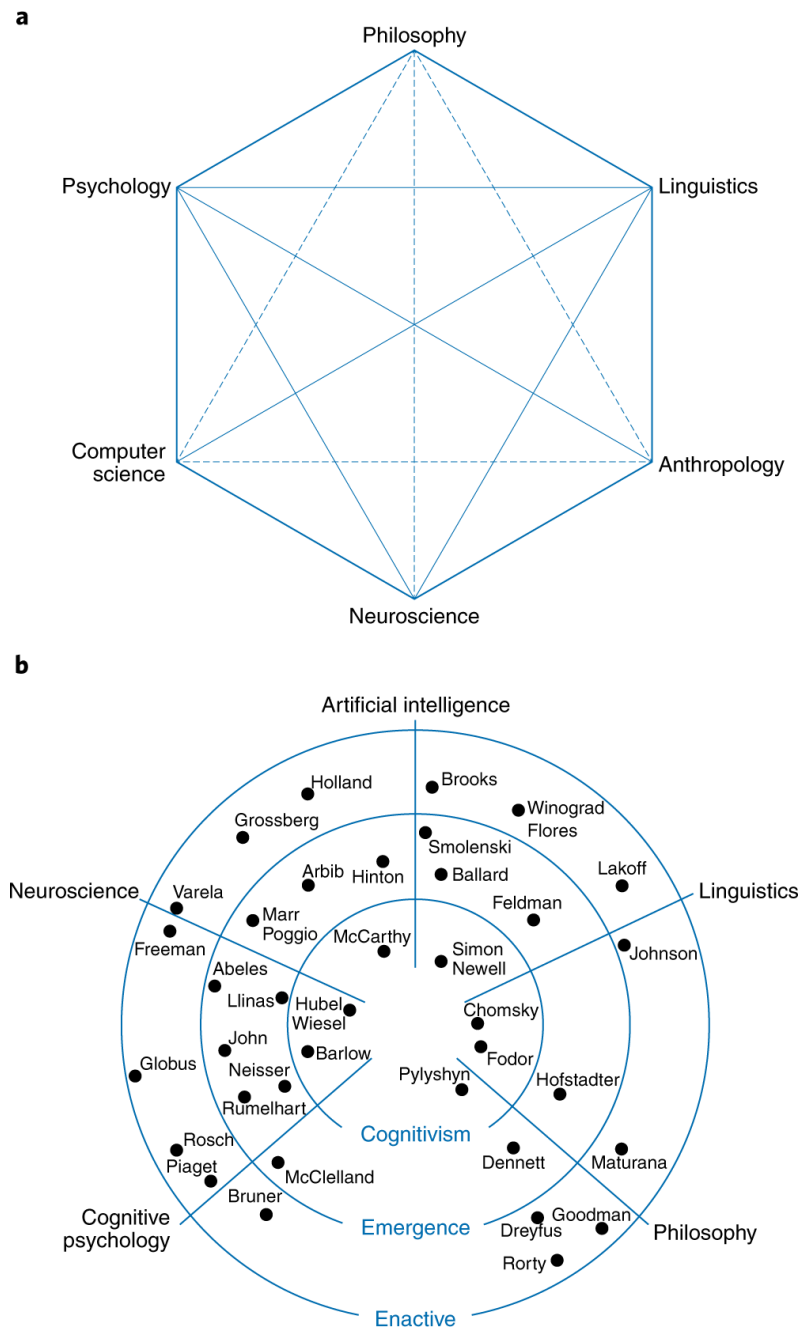 a
Philosophy
Psychology
Linguistics
Computer
science
Anthropology
Neuroscience
b
Artificial intelligence
Holland
Brooks
Grossberg
Winograd
Flores
Smolenski
Arbib
Hinton
Ballard
Lakoff
Neuroscience
Varela
Linguistics
Feldman
Marr
Poggio
Freeman
McCarthy
Simon
Newell
Johnson
Abeles
Llinas
Hubel
Wiesel
Chomsky
John
Barlow
Fodor
Globus
Neisser
Pylyshyn
Hofstadter
Rumelhart
Cognitivism
Rosch
Piaget
McClelland
Dennett
Maturana
Bruner
Cognitive
psychology
Emergence
Dreyfus
Goodman
Philosophy
Rorty
Enactive